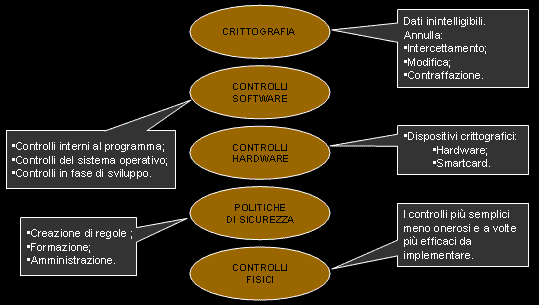 CRITTOGRAFIA
Dati inintelligibili.
Annulla:
▪Intercettamento;
▪Modifica;
▪Contraffazione.
CONTROLLI
SOFTWARE
▪Controlli interni al programma;
▪Controlli del sistema operativo;
▪Controlli in fase di sviluppo.
CONTROLLI
HARDWARE
▪Dispositivi crittografici:
▪Hardware;
▪Smartcard.
POLITICHE
DI SICUREZZA
▪Creazione di regole ;
▪Formazione;
▪Amministrazione.
CONTROLLI
FISICI
I controlli più semplici
meno onerosi e a volte
più efficaci da
implementare.